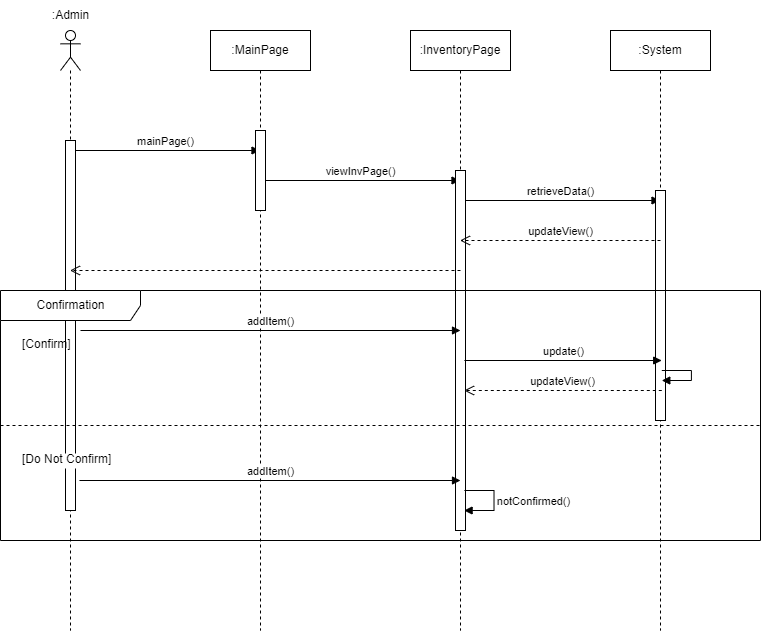 :Admin
:MainPage
:InventoryPage
:System
mainPage()
viewInvPage()
retrieveData()
updateView()
Confirmation
addItem()
[Confirm]
update()
updateView()
[Do Not Confirm]
addItem()
notConfirmed()